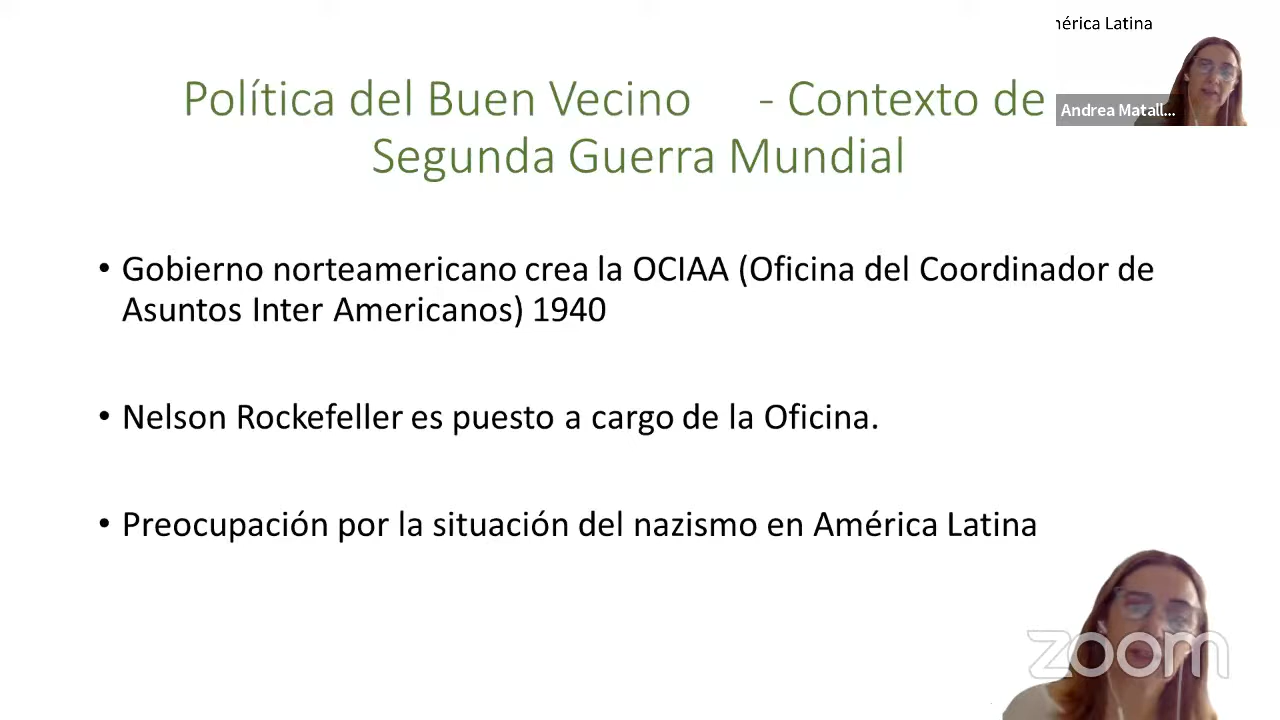 nérica Latina
Política del Buen Vecino - Contexto de
Andrea Matall...
Segunda Guerra Mundial
• Gobierno norteamericano crea la OCIAA (Oficina del Coordinador de
Asuntos Inter Americanos) 1940
• Nelson Rockefeller es puesto a cargo de la Oficina.
• Preocupación por la situación del nazismo en América Latina
zoom